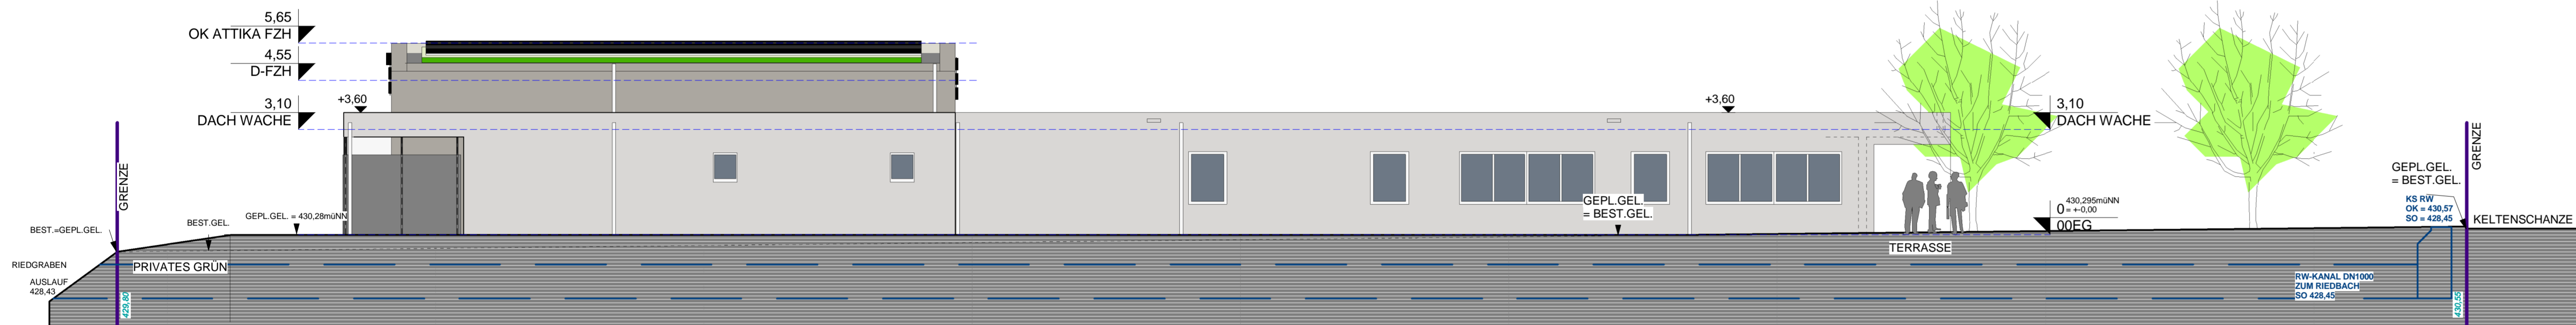 5,65
OK ATTIKA FZH
4,55
D-FZH
3,10
DACH WACHE
+3,60
+3,60
3,10
DACH WACHE
GRENZE
BEST.=GEPL.GEL.
BEST.GEL.
GEPL.GEL. = 430,28müNN
RIEDGRABEN
PRIVATES GRÜN
AUSLAUF
428,43
429,80
GEPL.GEL.
= BEST.GEL.
430,295müNN
0 = +-0,00
00EG
TERRASSE
GEPL.GEL.
= BEST.GEL.
KS RW
OK = 430,57
SO = 428,45
GRENZE
KELTENSCHANZE
RW-KANAL DN1000
ZUM RIEDBACH
SO 428,45
430,55